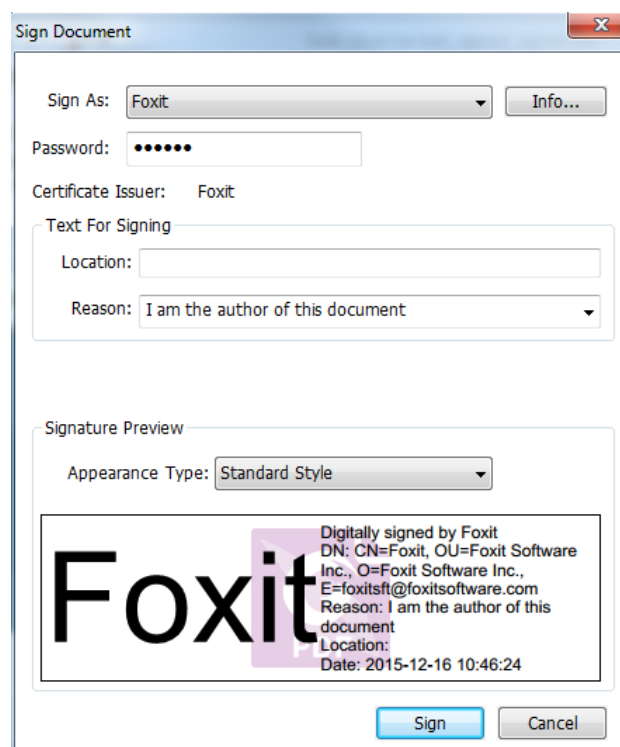 Sign Document
Sign As: Foxit Info...
Password: ••••••
Certificate Issuer: Foxit
Text For Signing
Location:
Reason: I am the author of this document
Signature Preview
Appearance Type: Standard Style
Foxit
PDF
Digitally signed by Foxit
DN: CN=Foxit, OU=Foxit Software
Inc., O=Foxit Software Inc.,
E=foxitsft@foxitsoftware.com
Reason: I am the author of this
document
Location:
Date: 2015-12-16 10:46:24
Sign Cancel